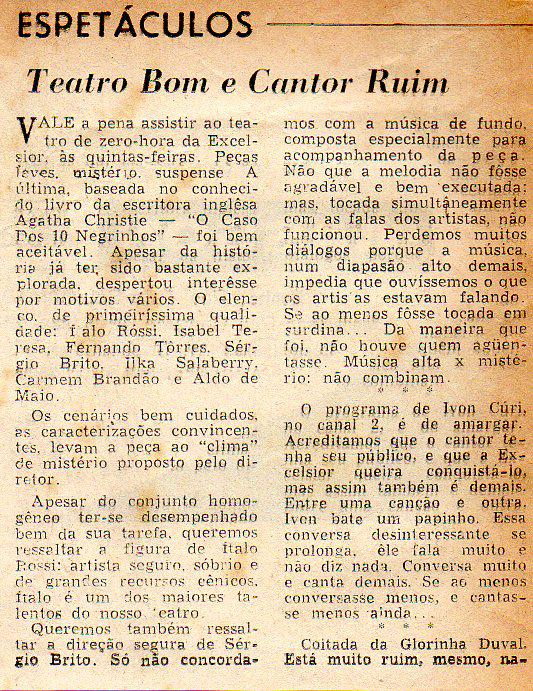 ESPETÁCULOS
Teatro Bom e Cantor Ruim
VALE a pena assistir ao tea-
tro de zero-hora da Excel-
sior, às quintas-feiras. Peças
leves, mistério, suspense A
última, baseada no conheci-
do livro da escritora inglêsa
Agatha Christie — "O Caso
Dos 10 Negrinhos" — foi bem
aceitável. Apesar da histó-
ria já ter, sido bastante ex-
plorada, despertou interêsse
por motivos vários. O elen-
co, de primeiríssima quali-
dade: Ítalo Róssi, Isabel Te-
resa, Fernando Tôrres, Sér-
gio Brito, Ilka Salaberry,
Carmem Brandão e Aldo de
Maio.
Os cenários bem cuidados,
as caracterizações convincen-
tes, levam a peça ao "clima"
de mistério proposto pelo di-
retor.
Apesar do conjunto homo-
gêneo ter-se desempenhado
bem da sua tarefa, queremos
ressaltar a figura de Ítalo
Rossi: artista seguro, sóbrio e
de grandes recursos cênicos,
Ítalo é um dos maiores ta-
lentos do nosso teatro.
Queremos também ressal-
tar a direção segura de Sér-
gio Brito. Só não concorda-
mos com a música de fundo,
composta especialmente para
acompanhamento da peça.
Não que a melodia não fôsse
agradável e bem executada:
mas, tocada simultâneamente
com as falas dos artistas, não
funcionou. Perdemos muitos
diálogos porque a música,
num diapasão alto demais,
impedia que ouvíssemos o que
os artis as estavam falando.
Se ao menos fôsse tocada em
surdina... Da maneira que
foi, não houve quem agüen-
tasse. Música alta x misté-
rio: não combinam.
* * *
O programa de Ivon Cúri,
no canal 2, é de amargar.
Acreditamos que o cantor te-
nha seu público, e que a Ex-
celsior queira conquistá-lo,
mas assim também é demais.
Entre uma canção e outra,
Ivon bate um papinho. Essa
conversa desinteressante se
prolonga, êle fala muito e
não diz nada. Conversa muito
e canta demais. Se ao menos
conversasse menos, e cantas-
se menos ainda...
* * *
Coitada da Glorinha Duval.
Está muito ruim, mesmo, na-